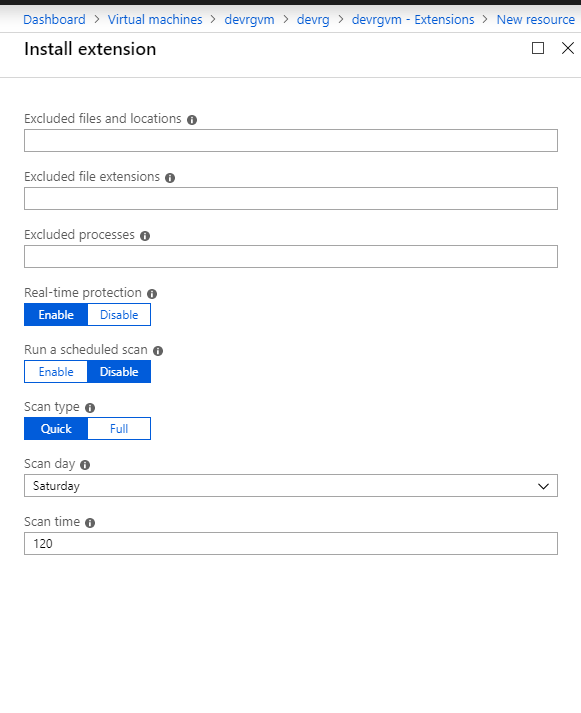 Dashboard > Virtual machines > devrgvm > devrg > devrgvm - Extensions > New resource
Install extension
Excluded files and locations
Excluded file extensions
Excluded processes
Real-time protection
Enable Disable
Run a scheduled scan
Enable Disable
Scan type
Quick Full
Scan day
Saturday
Scan time
120